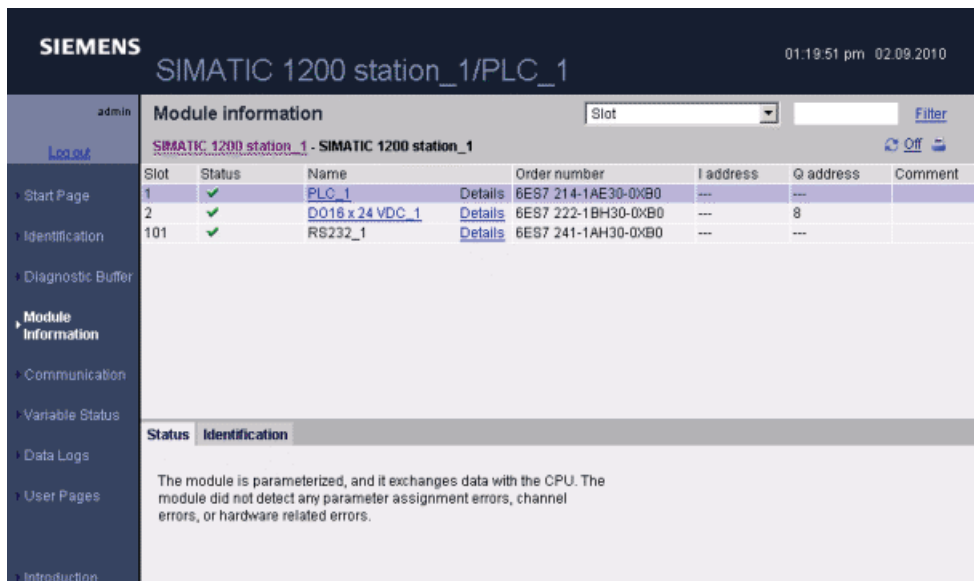 SIEMENS
SIMATIC 1200 station_1/PLC_1
01:19:51 pm 02.09.2010
admin
Log out
Start Page
Identification
Diagnostic Buffer
Module
Information
Communication
Variable Status
Data Logs
User Pages
Introduction
Module information
Slot
Filter
SIMATIC 1200 station_1 - SIMATIC 1200 station_1
Off
Slot Status Name Order number I address Q address Comment
1 PLC_1 Details 6ES7 214-1AE30-0XB0 --- ---
2 DO16 x 24 VDC_1 Details 6ES7 222-1BH30-0XB0 --- 8
101 RS232_1 Details 6ES7 241-1AH30-0XB0 --- ---
Status Identification
The module is parameterized, and it exchanges data with the CPU. The
module did not detect any parameter assignment errors, channel
errors, or hardware related errors.